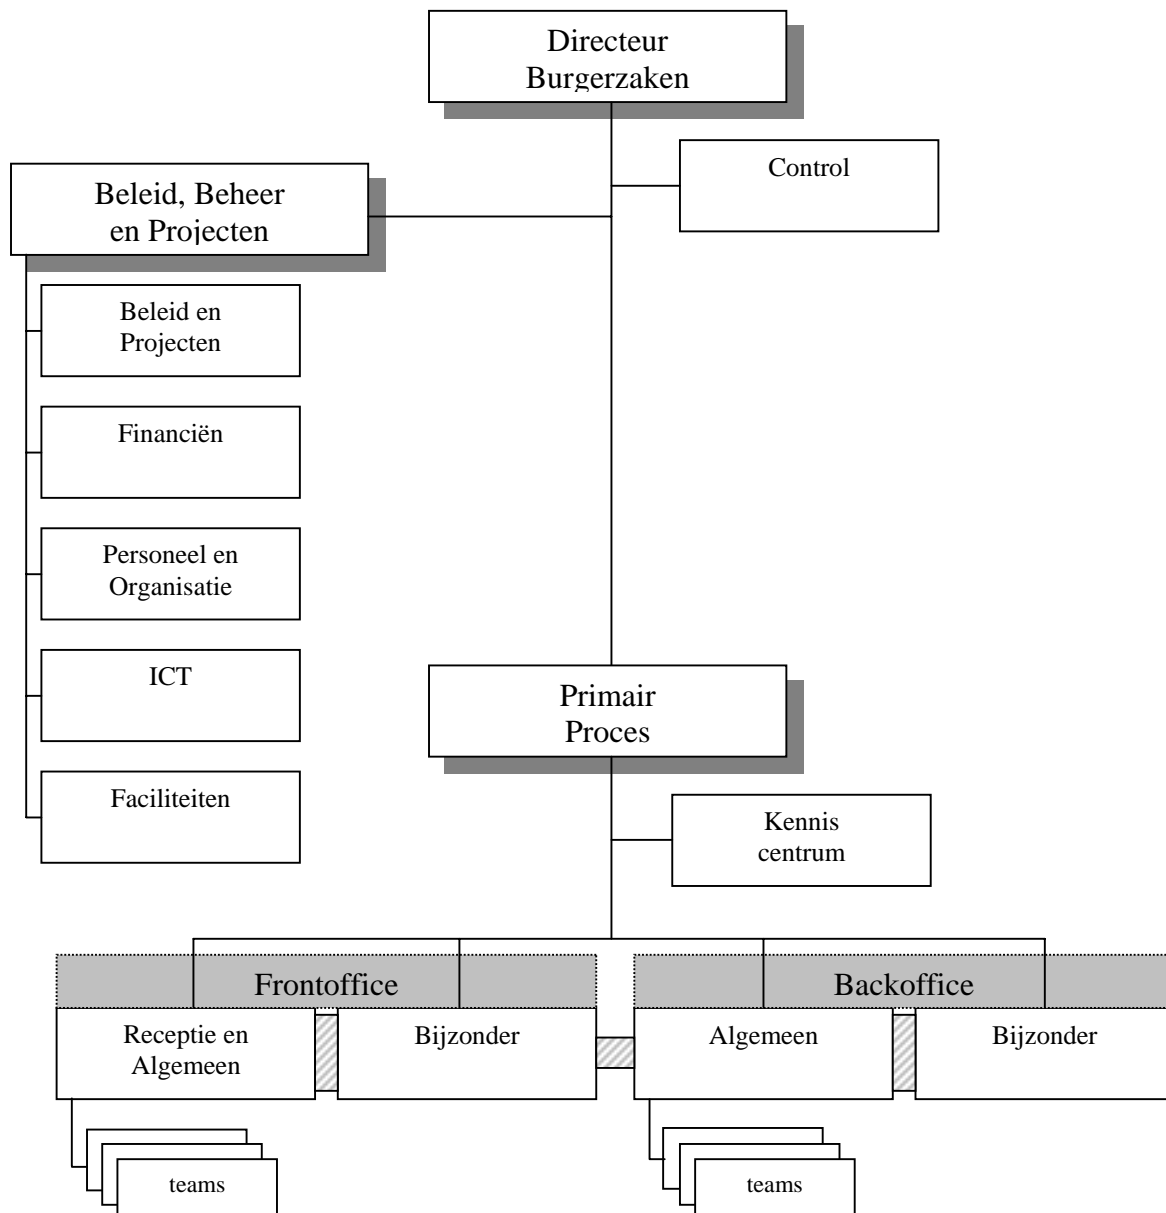 Directeur
Burgerzaken
Control
Beleid, Beheer
en Projecten
Beleid en
Projecten
Financiën
Personeel en
Organisatie
ICT
Faciliteiten
Primair
Proces
Kennis
centrum
Frontoffice
Backoffice
Receptie en
Algemeen
Bijzonder
Algemeen
Bijzonder
teams
teams